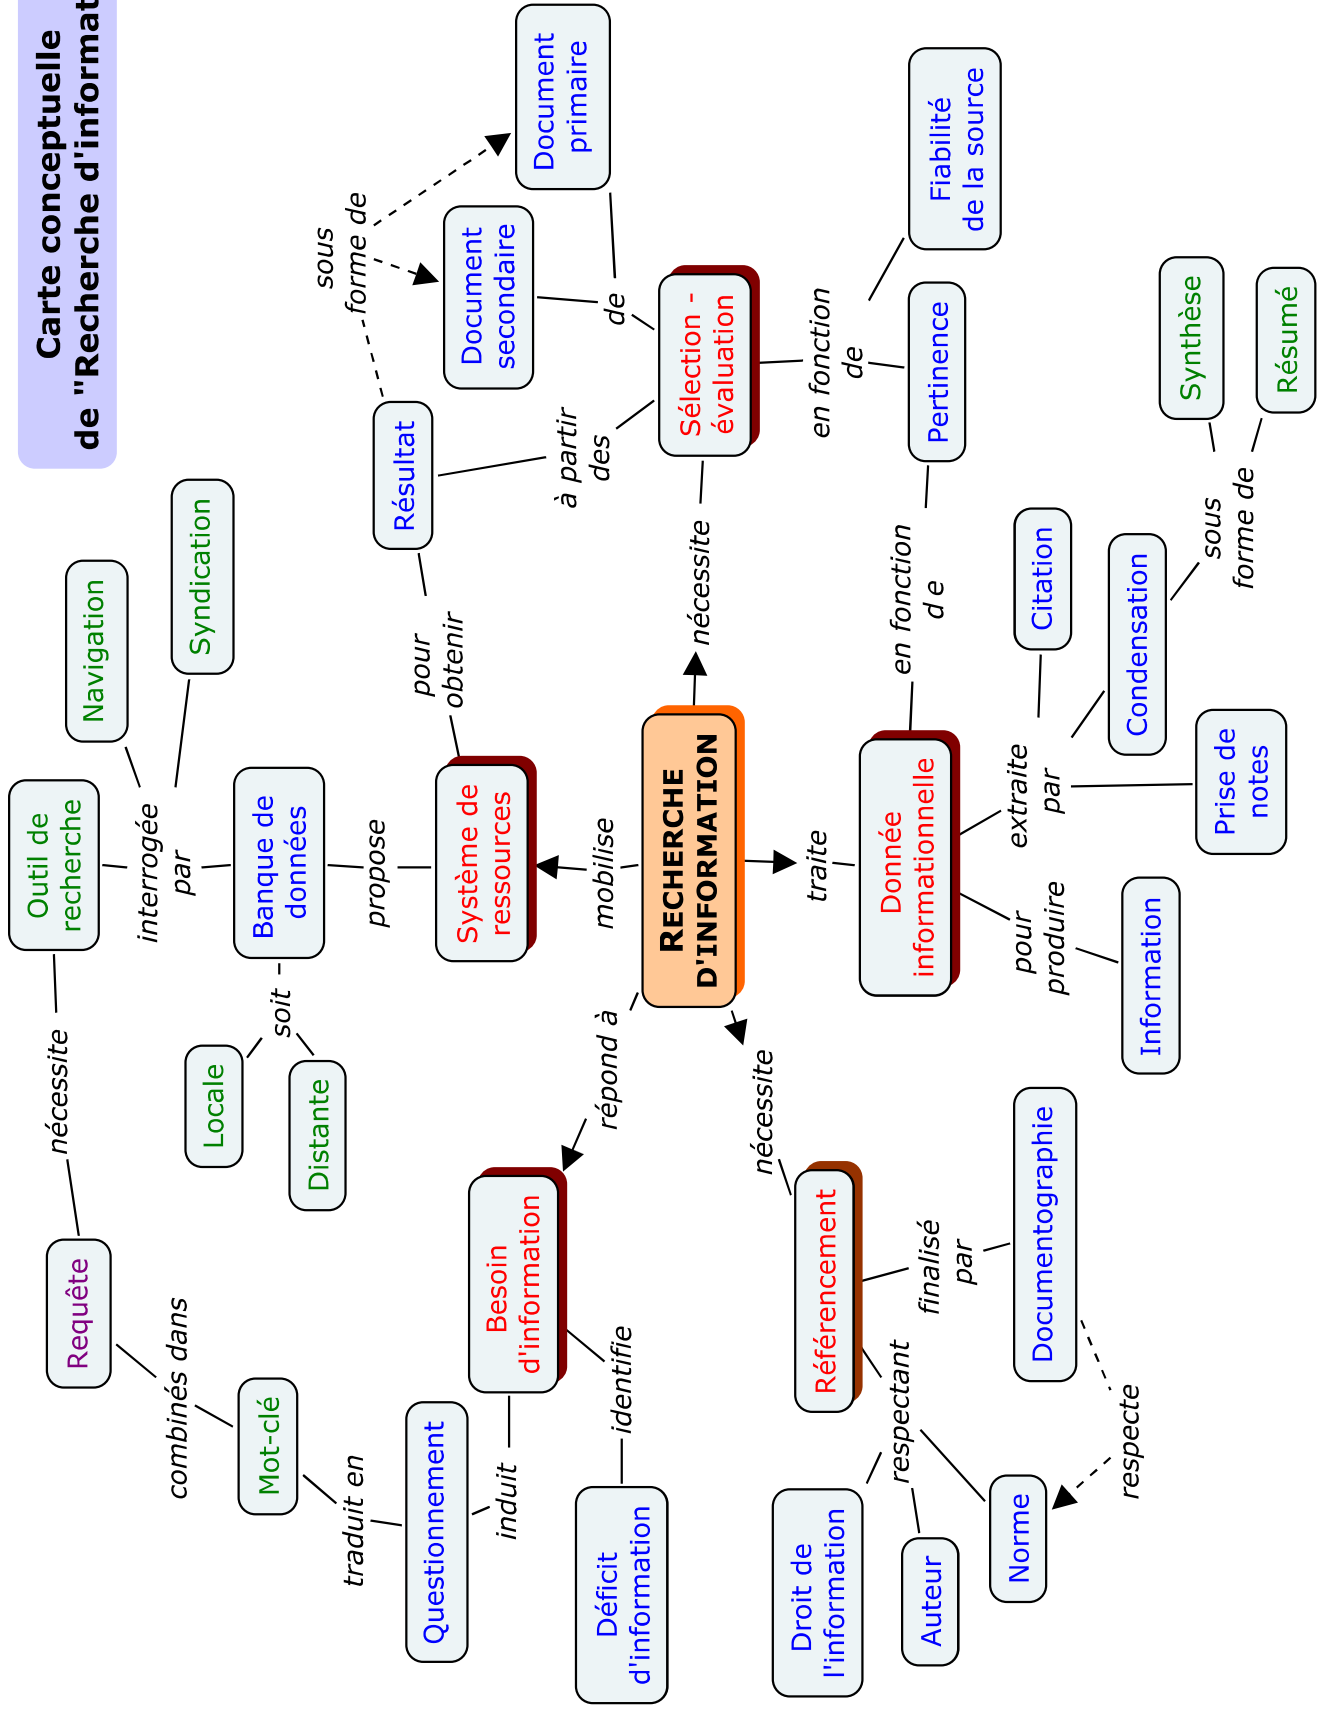 Carte conceptuelle
de "Recherche d'informat
Requête
nécessite
Outil de
recherche
Navigation
combinés dans
interrogée
par
Syndication
Mot-clé
Locale
soit
Distante
Banque de
données
sous
forme de
traduit en
propose
Résultat
pour
obtenir
Questionnement
Système de
ressources
Document
secondaire
Document
primaire
induit
Besoin
d'information
à partir
des
de
Déficit
d'information
identifie
répond à
mobilise
RECHERCHE
D'INFORMATION
nécessite
Sélection -
évaluation
nécessite
traite
en fonction
de
Droit de
l'information
Référencement
Donnée
informationnelle
en fonction
d e
Pertinence
Fiabilité
de la source
respectant
Auteur
finalisé
par
Norme
Documentographie
pour
produire
extraite
par
Citation
respecte
Information
Condensation
Prise de
notes
sous
forme de
Synthèse
Résumé